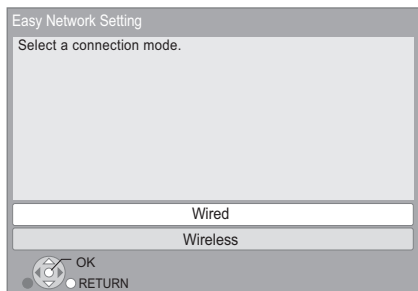 Easy Network Setting
Select a connection mode.
Wired
Wireless
OK
RETURN